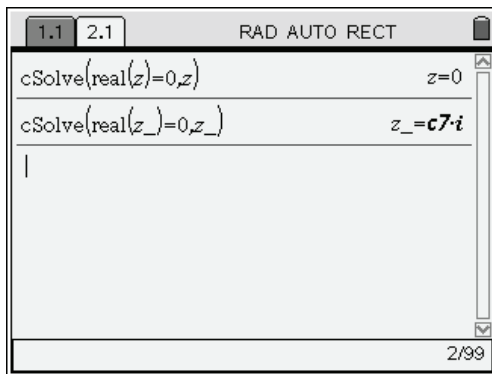 1.1 2.1 RAD AUTO RECT
cSolve(real(z)=0,z) z=0
cSolve(real(z_)=0,z_) z_=c7·i
2/99